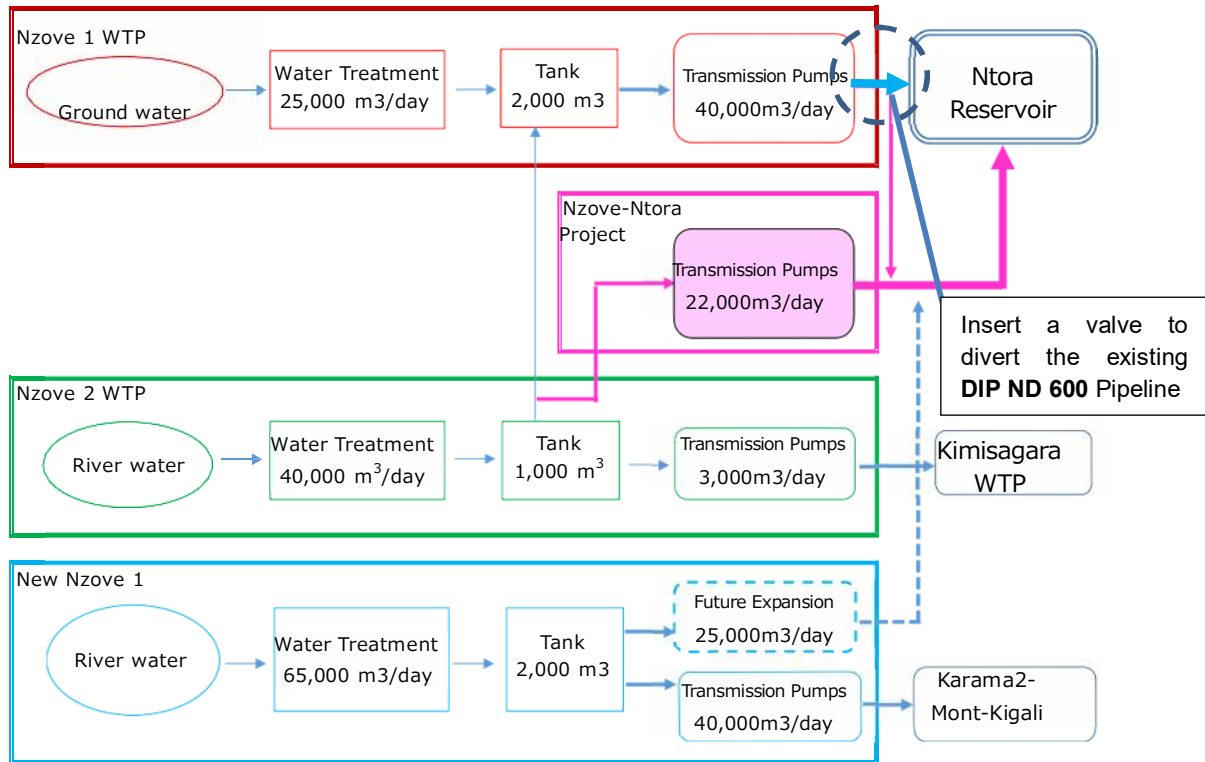 Nzove 1 WTP
Ground water
Water Treatment
25,000 m3/day
Tank
2,000 m3
Transmission Pumps
40,000m3/day
Ntora
Reservoir
Nzove-Ntora
Project
Transmission Pumps
22,000m3/day
Insert a valve to
divert the existing
DIP ND 600 Pipeline
Nzove 2 WTP
River water
Water Treatment
40,000 m³/day
Tank
1,000 m³
Transmission Pumps
3,000m3/day
Kimisagara
WTP
New Nzove 1
River water
Water Treatment
65,000 m3/day
Tank
2,000 m3
Future Expansion
25,000m3/day
Transmission Pumps
40,000m3/day
Karama2-
Mont-Kigali